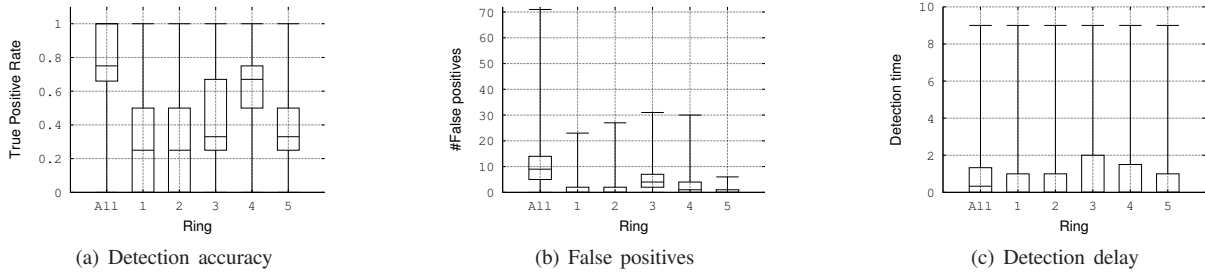 True Positive Rate
1
0.8
0.6
0.4
0.2
0
All 1 2 3 4 5
Ring
(a) Detection accuracy
#False positives
70
60
50
40
30
20
10
0
All 1 2 3 4 5
Ring
(b) False positives
Detection time
10
8
6
4
2
0
All 1 2 3 4 5
Ring
(c) Detection delay